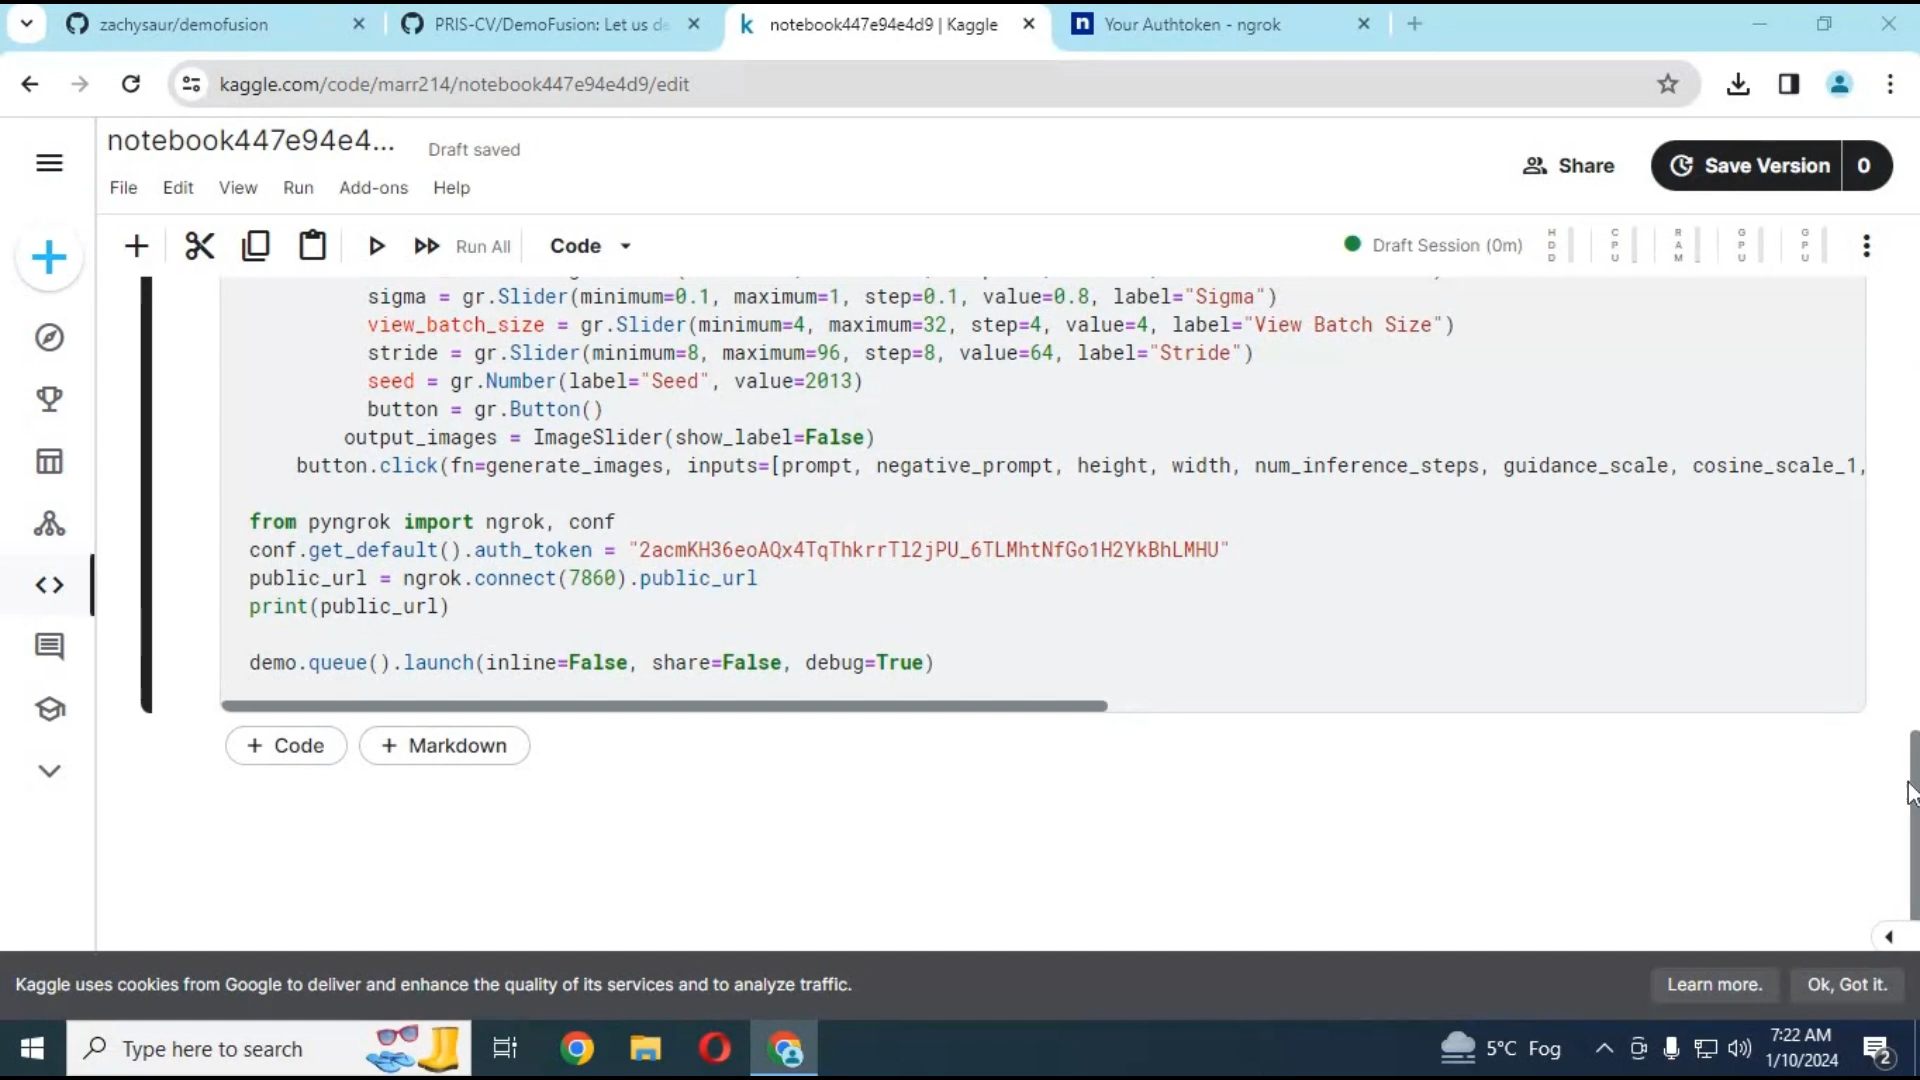 zachysaur/demofusion
PRIS-CV/DemoFusion: Let us de
notebook447e94e4d9 | Kaggle
Your Authtoken - ngrok
kaggle.com/code/marr214/notebook447e94e4d9/edit
notebook447e94e4...
Draft saved
Share
Save Version
0
File
Edit
View
Run
Add-ons
Help
Run All
Code
Draft Session (0m)
HDD
CPU
RAM
GPU
GPU
sigma = gr.Slider(minimum=0.1, maximum=1, step=0.1, value=0.8, label="Sigma")
view_batch_size = gr.Slider(minimum=4, maximum=32, step=4, value=4, label="View Batch Size")
stride = gr.Slider(minimum=8, maximum=96, step=8, value=64, label="Stride")
seed = gr.Number(label="Seed", value=2013)
button = gr.Button()
output_images = ImageSlider(show_label=False)
button.click(fn=generate_images, inputs=[prompt, negative_prompt, height, width, num_inference_steps, guidance_scale, cosine_scale_1,
from pyngrok import ngrok, conf
conf.get_default().auth_token = "2acmKH36eoAQx4TqThkrrTl2jPU_6TLMhtNfGo1H2YkBhLMHU"
public_url = ngrok.connect(7860).public_url
print(public_url)
demo.queue().launch(inline=False, share=False, debug=True)
+ Code
+ Markdown
Kaggle uses cookies from Google to deliver and enhance the quality of its services and to analyze traffic.
Learn more.
Ok, Got it.
Type here to search
5°C Fog
7:22 AM
1/10/2024
2